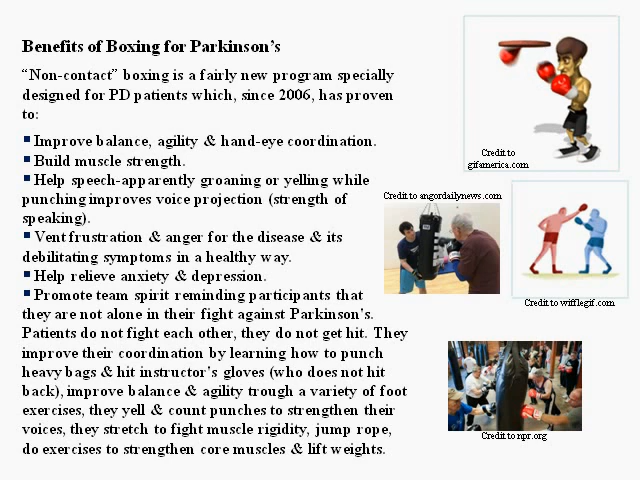 Benefits of Boxing for Parkinson’s
“Non-contact” boxing is a fairly new program specially
designed for PD patients which, since 2006, has proven
to:
▪ Improve balance, agility & hand-eye coordination.
▪ Build muscle strength.
▪ Help speech-apparently groaning or yelling while
punching improves voice projection (strength of
speaking).
▪ Vent frustration & anger for the disease & its
debilitating symptoms in a healthy way.
▪ Help relieve anxiety & depression.
▪ Promote team spirit reminding participants that
they are not alone in their fight against Parkinson’s.
Patients do not fight each other, they do not get hit. They
improve their coordination by learning how to punch
heavy bags & hit instructor’s gloves (who does not hit
back), improve balance & agility trough a variety of foot
exercises, they yell & count punches to strengthen their
voices, they stretch to fight muscle rigidity, jump rope,
do exercises to strengthen core muscles & lift weights.
Credit to
gifamerica.com
Credit to angordailynews.com
Credit to wifflegif.com
Credit to npr.org